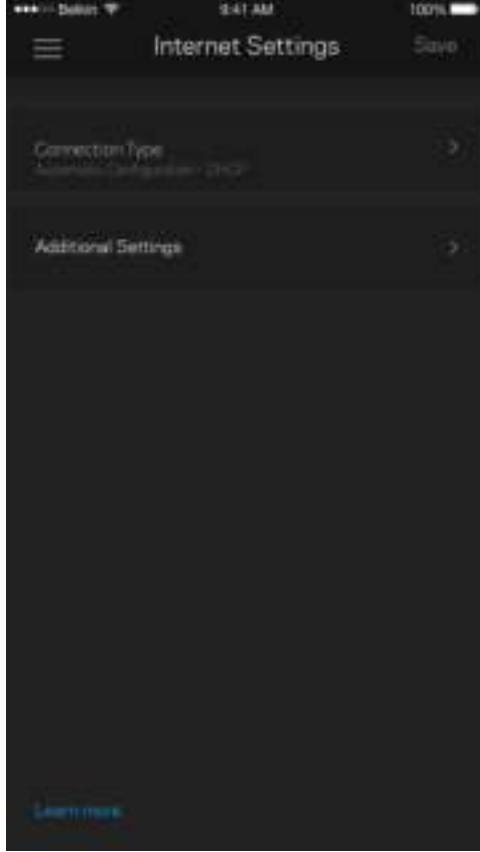 Belkin
9:41 AM
100%
Internet Settings
Save
Connection Type
Automatic Configuration - DHCP
Additional Settings
Learn more